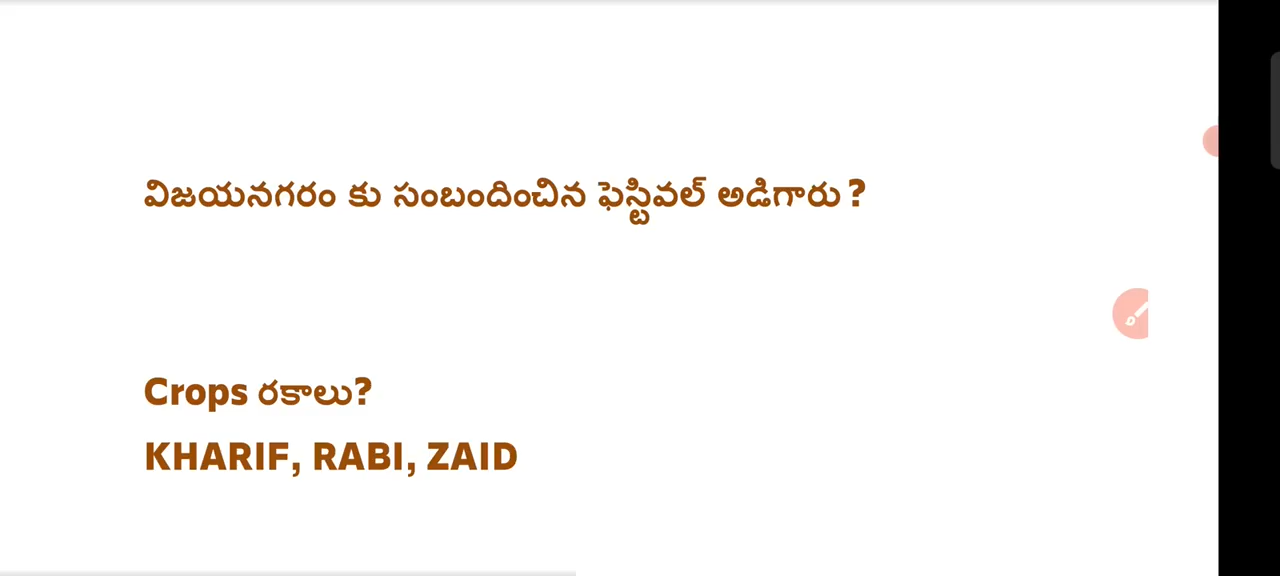 విజయనగరం కు సంబందించిన ఫెస్టివల్ అడిగారు?
Crops రకాలు?
KHARIF, RABI, ZAID